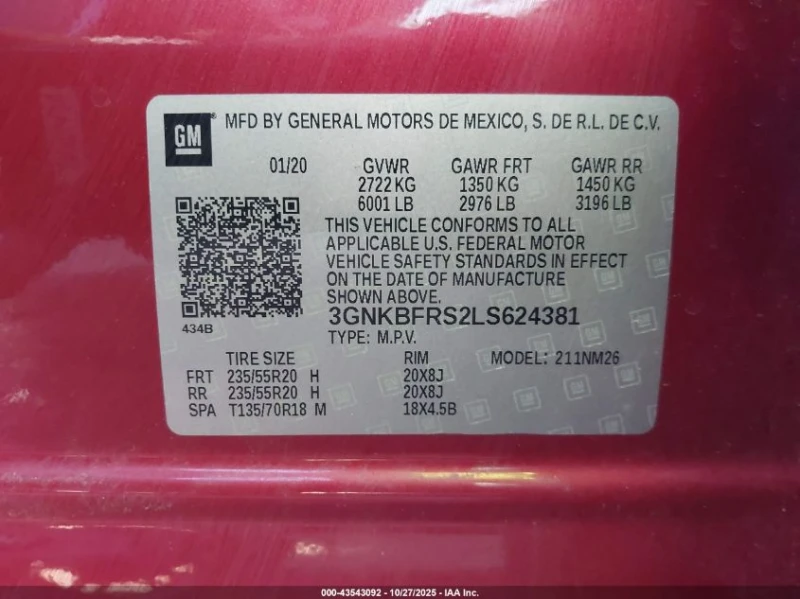 GM MFD BY GENERAL MOTORS DE MEXICO, S. DE R.L. DE C.V.
01/20 GVWR GAWR FRT GAWR RR
2722 KG 1350 KG 1450 KG
6001 LB 2976 LB 3196 LB
THIS VEHICLE CONFORMS TO ALL
APPLICABLE U.S. FEDERAL MOTOR
VEHICLE SAFETY STANDARDS IN EFFECT
ON THE DATE OF MANUFACTURE
SHOWN ABOVE.
3GNKBFRS2LS624381
434B
TYPE: M.P.V.
TIRE SIZE RIM MODEL: 211NM26
FRT 235/55R20 H 20X8J
RR 235/55R20 H 20X8J
SPA T135/70R18 M 18X4.5B
000-43543092 - 10/27/2025 - IAA Inc.